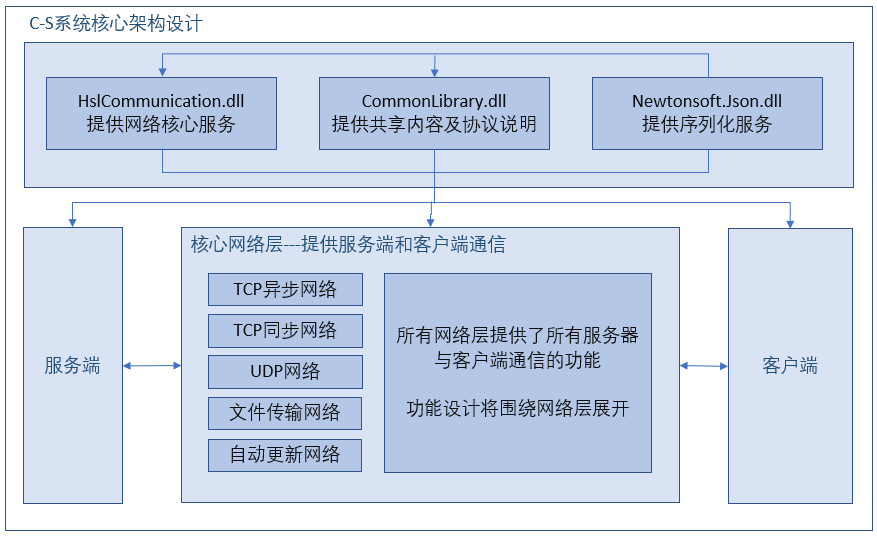 C-S系统核心架构设计
HslCommunication.dll
提供网络核心服务
CommonLibrary.dll
提供共享内容及协议说明
Newtonsoft.Json.dll
提供序列化服务
服务端
核心网络层---提供服务端和客户端通信
TCP异步网络
TCP同步网络
UDP网络
文件传输网络
自动更新网络
所有网络层提供了所有服务器
与客户端通信的功能
功能设计将围绕网络层展开
客户端